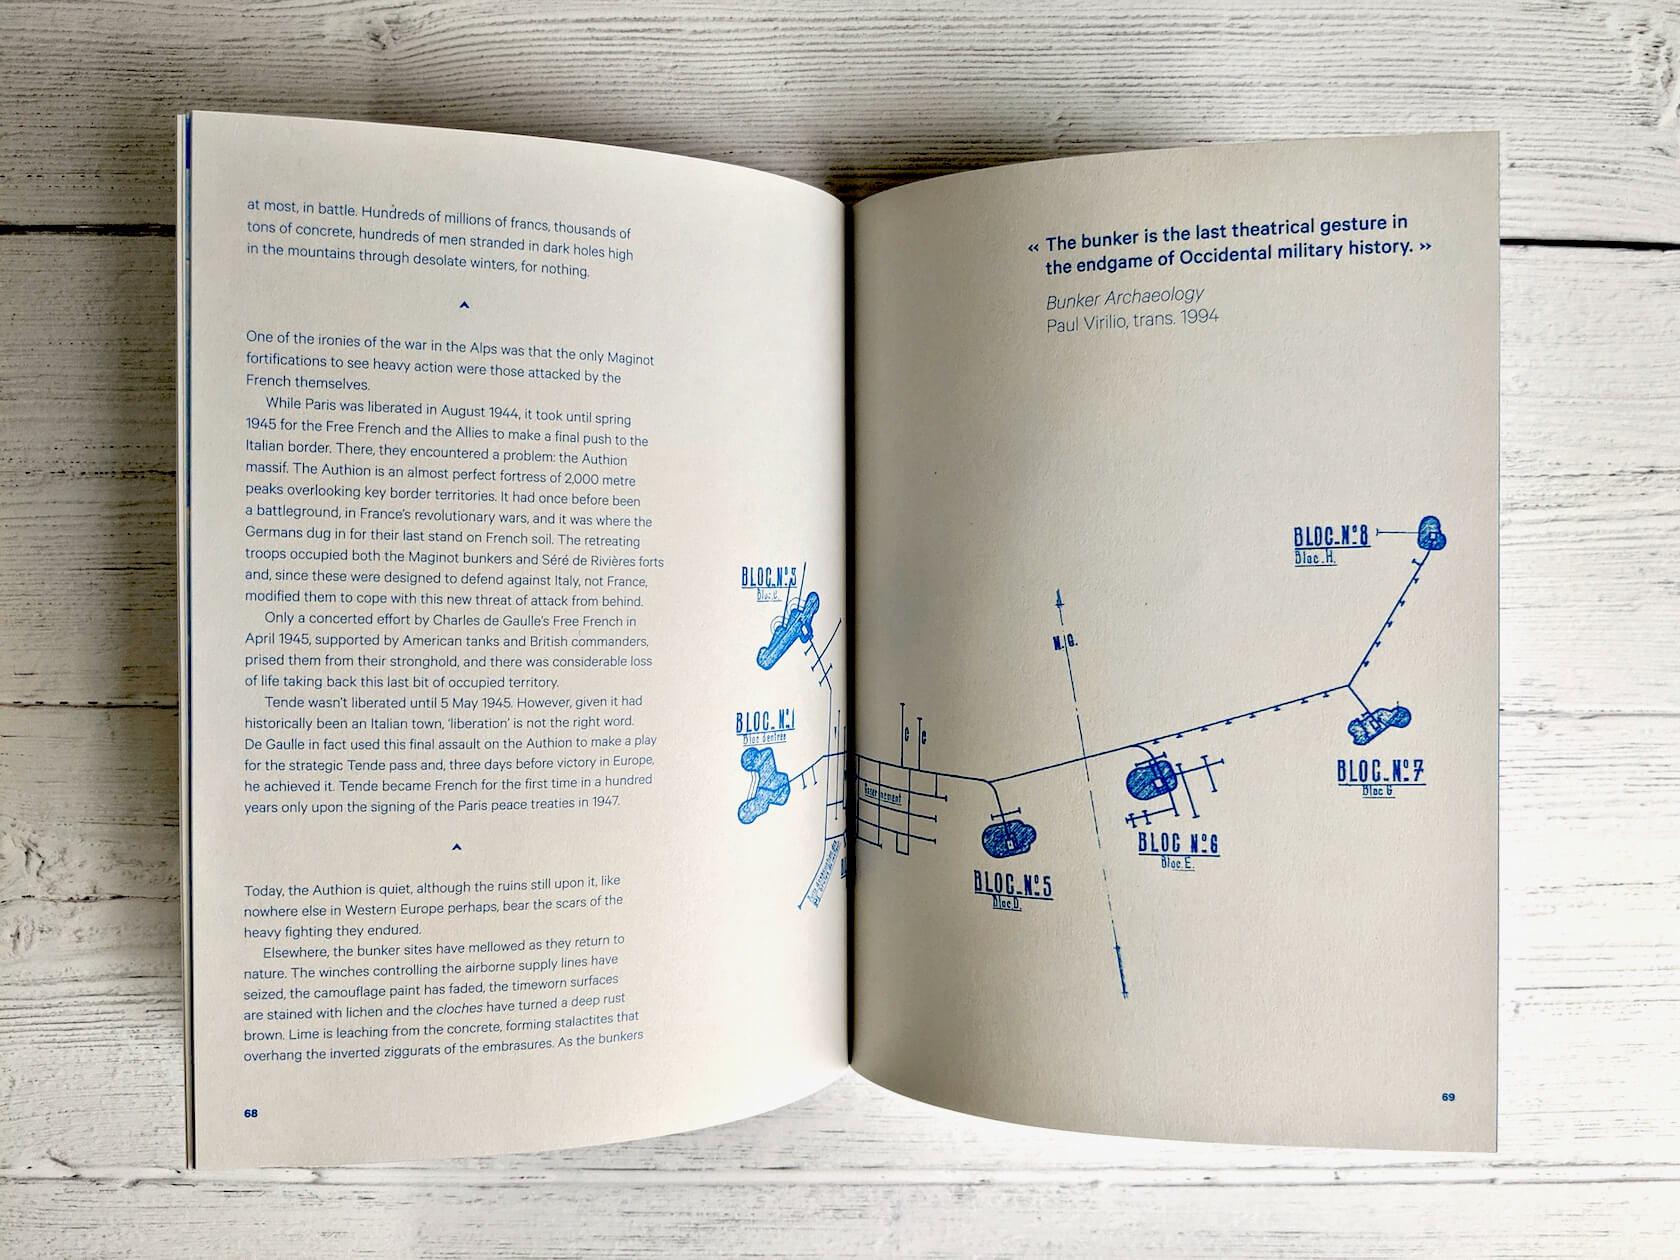 at most, in battle. Hundreds of millions of francs, thousands of
tons of concrete, hundreds of men stranded in dark holes high
in the mountains through desolate winters, for nothing.
One of the ironies of the war in the Alps was that the only Maginot
fortifications to see heavy action were those attacked by the
French themselves.
While Paris was liberated in August 1944, it took until spring
1945 for the Free French and the Allies to make a final push to the
Italian border. There, they encountered a problem: the Authion
massif. The Authion is an almost perfect fortress of 2,000 metre
peaks overlooking key border territories. It had once before been
a battleground, in France's revolutionary wars, and it was where the
Germans dug in for their last stand on French soil. The retreating
troops occupied both the Maginot bunkers and Séré de Rivières forts
and, since these were designed to defend against Italy, not France,
modified them to cope with this new threat of attack from behind.
Only a concerted effort by Charles de Gaulle's Free French in
April 1945, supported by American tanks and British commanders,
prised them from their stronghold, and there was considerable loss
of life taking back this last bit of occupied territory.
Tende wasn't liberated until 5 May 1945. However, given it had
historically been an Italian town, 'liberation' is not the right word.
De Gaulle in fact used this final assault on the Authion to make a play
for the strategic Tende pass and, three days before victory in Europe,
he achieved it. Tende became French for the first time in a hundred
years only upon the signing of the Paris peace treaties in 1947.
Today, the Authion is quiet, although the ruins still upon it, like
nowhere else in Western Europe perhaps, bear the scars of the
heavy fighting they endured.
Elsewhere, the bunker sites have mellowed as they return to
nature. The winches controlling the airborne supply lines have
seized, the camouflage paint has faded, the timeworn surfaces
are stained with lichen and the cloches have turned a deep rust
brown. Lime is leaching from the concrete, forming stalactites that
overhang the inverted ziggurats of the embrasures. As the bunkers
68
BLOC_Nº3
Bloc.C.
BLOC_Nº1
Bloc d'entrée
« The bunker is the last theatrical gesture in
the endgame of Occidental military history. »
Bunker Archaeology
Paul Virilio, trans. 1994
BLOC_Nº8
Bloc.H.
N.G.
C C
Casernement
BLOC_Nº7
Bloc G
BLOC Nº6
Bloc.E.
BLOC_Nº5
Bloc D.
69